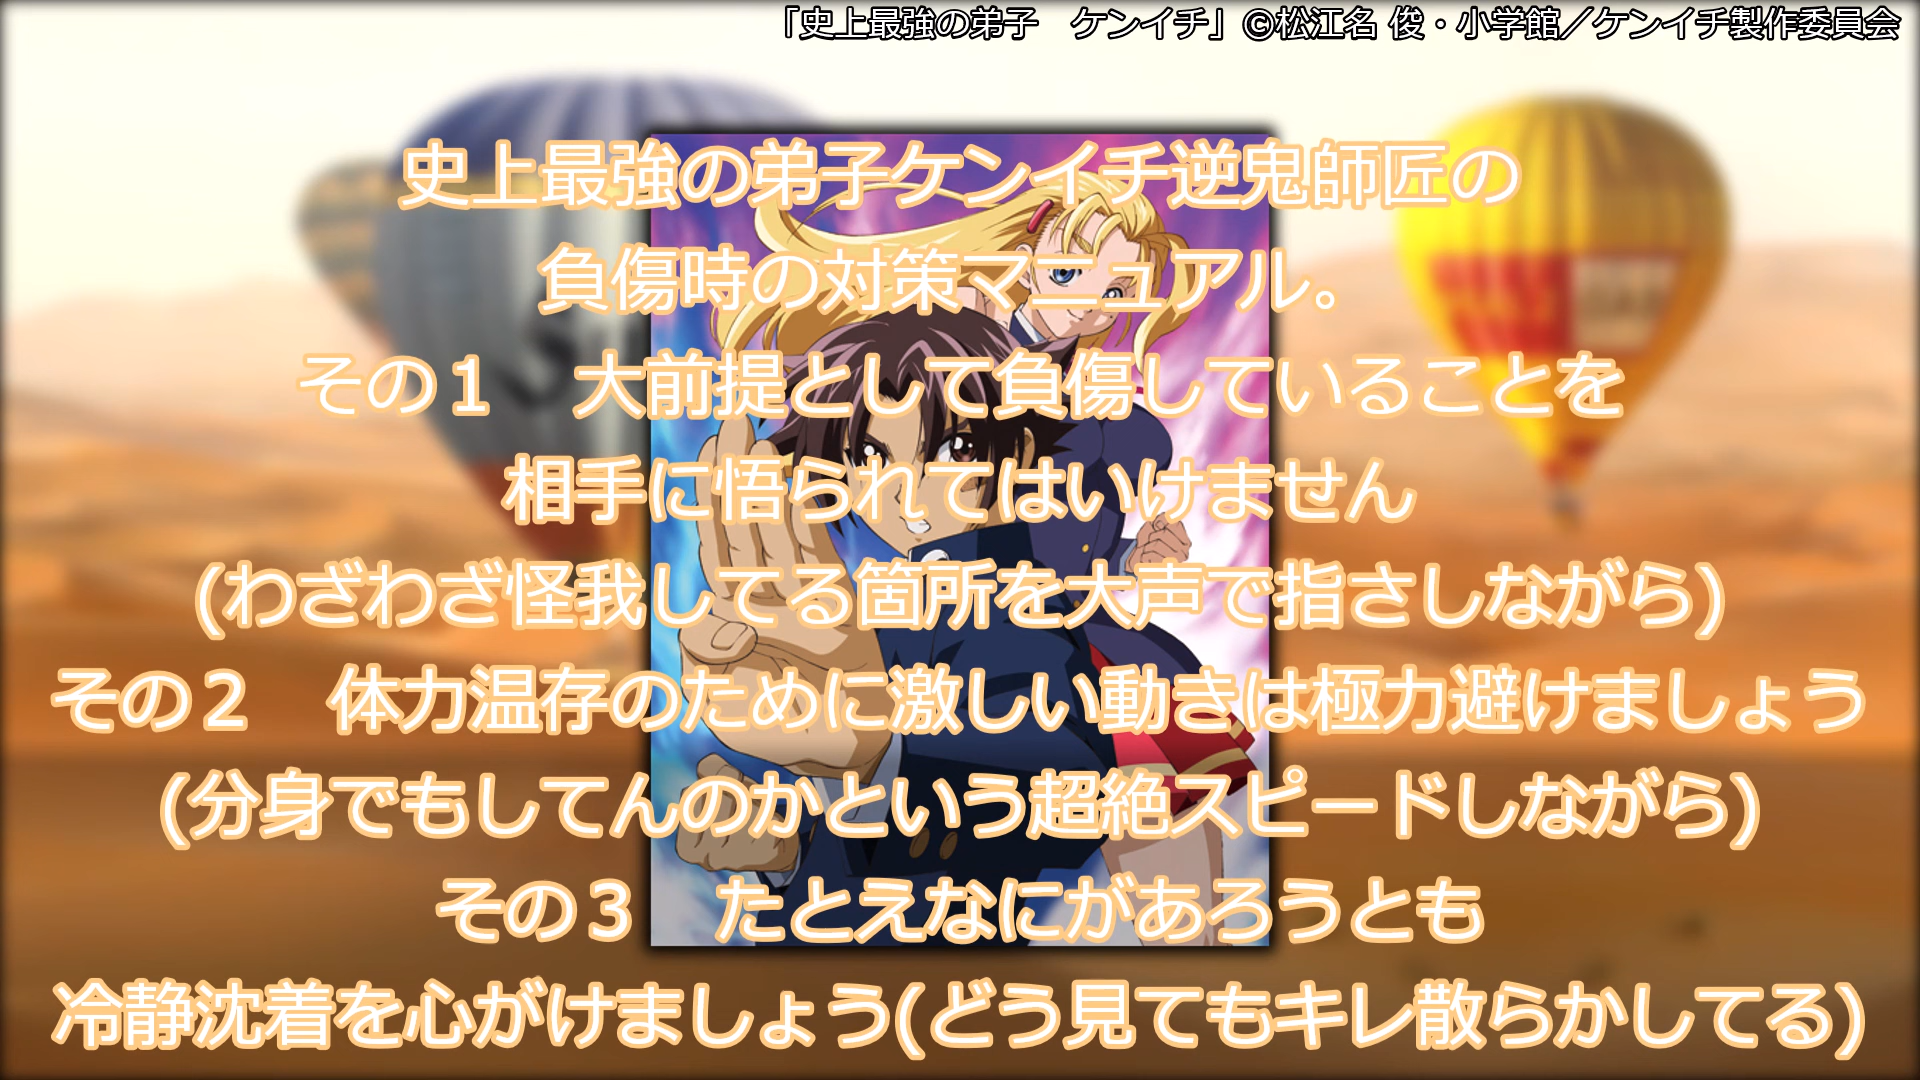 「史上最強の弟子　ケンイチ」©松江名 俊・小学館／ケンイチ製作委員会
史上最強の弟子ケンイチ逆鬼師匠の
負傷時の対策マニュアル。
その１　大前提として負傷していることを
相手に悟られてはいけません
(わざわざ怪我してる箇所を大声で指さしながら)
その２　体力温存のために激しい動きは極力避けましょう
(分身でもしてんのかという超絶スピードしながら)
その３　たとえなにがあろうとも
冷静沈着を心がけましょう(どう見てもキレ散らかしてる)